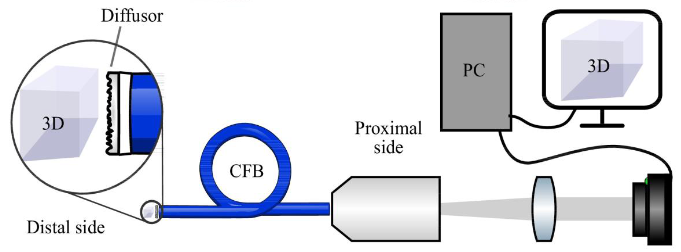 Diffusor
3D
Distal side
CFB
Proximal
side
PC
3D